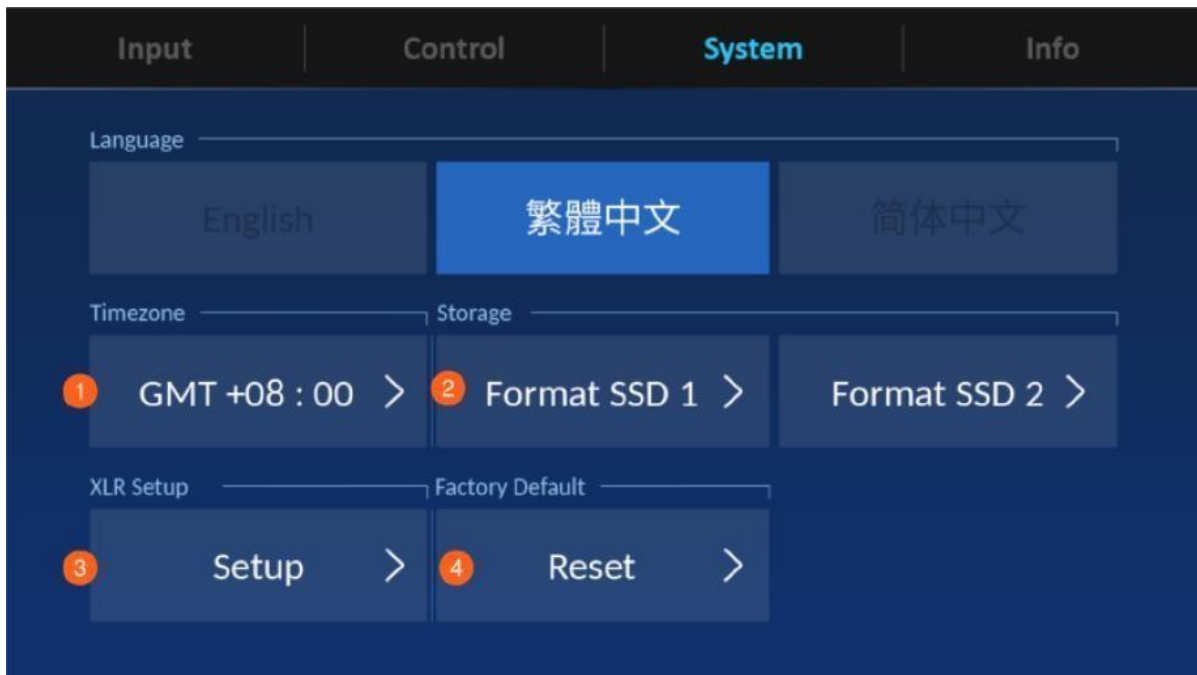 Input Control System Info
Language
English 繁體中文 简体中文
Timezone Storage
1 GMT +08 : 00 > 2 Format SSD 1 > Format SSD 2 >
XLR Setup Factory Default
3 Setup > 4 Reset >